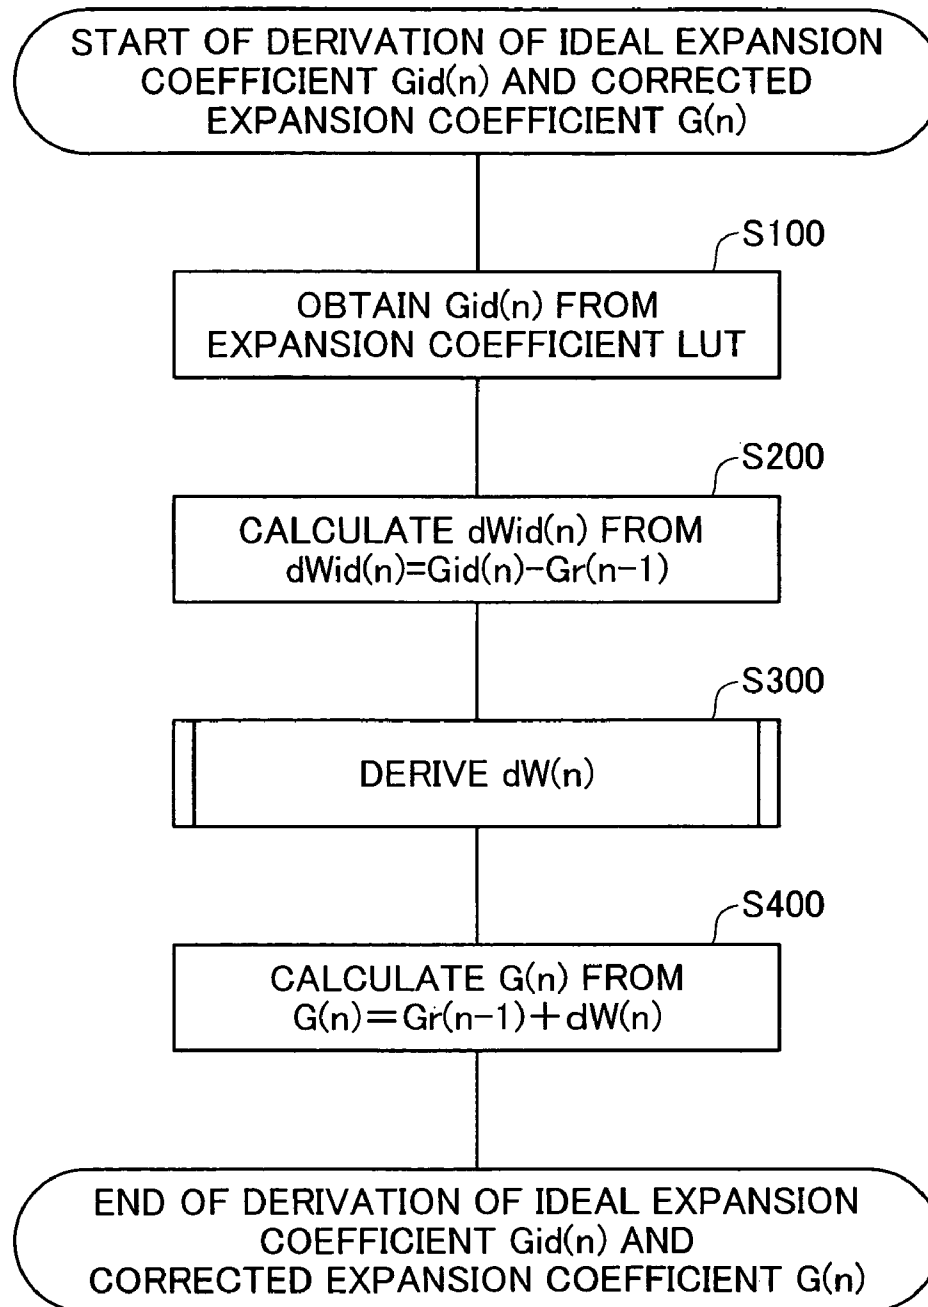 START OF DERIVATION OF IDEAL EXPANSION
COEFFICIENT Gid(n) AND CORRECTED
EXPANSION COEFFICIENT G(n)
S100
OBTAIN Gid(n) FROM
EXPANSION COEFFICIENT LUT
S200
CALCULATE dWid(n) FROM
dWid(n)=Gid(n)-Gr(n-1)
S300
DERIVE dW(n)
S400
CALCULATE G(n) FROM
G(n)=Gr(n-1)+dW(n)
END OF DERIVATION OF IDEAL EXPANSION
COEFFICIENT Gid(n) AND
CORRECTED EXPANSION COEFFICIENT G(n)